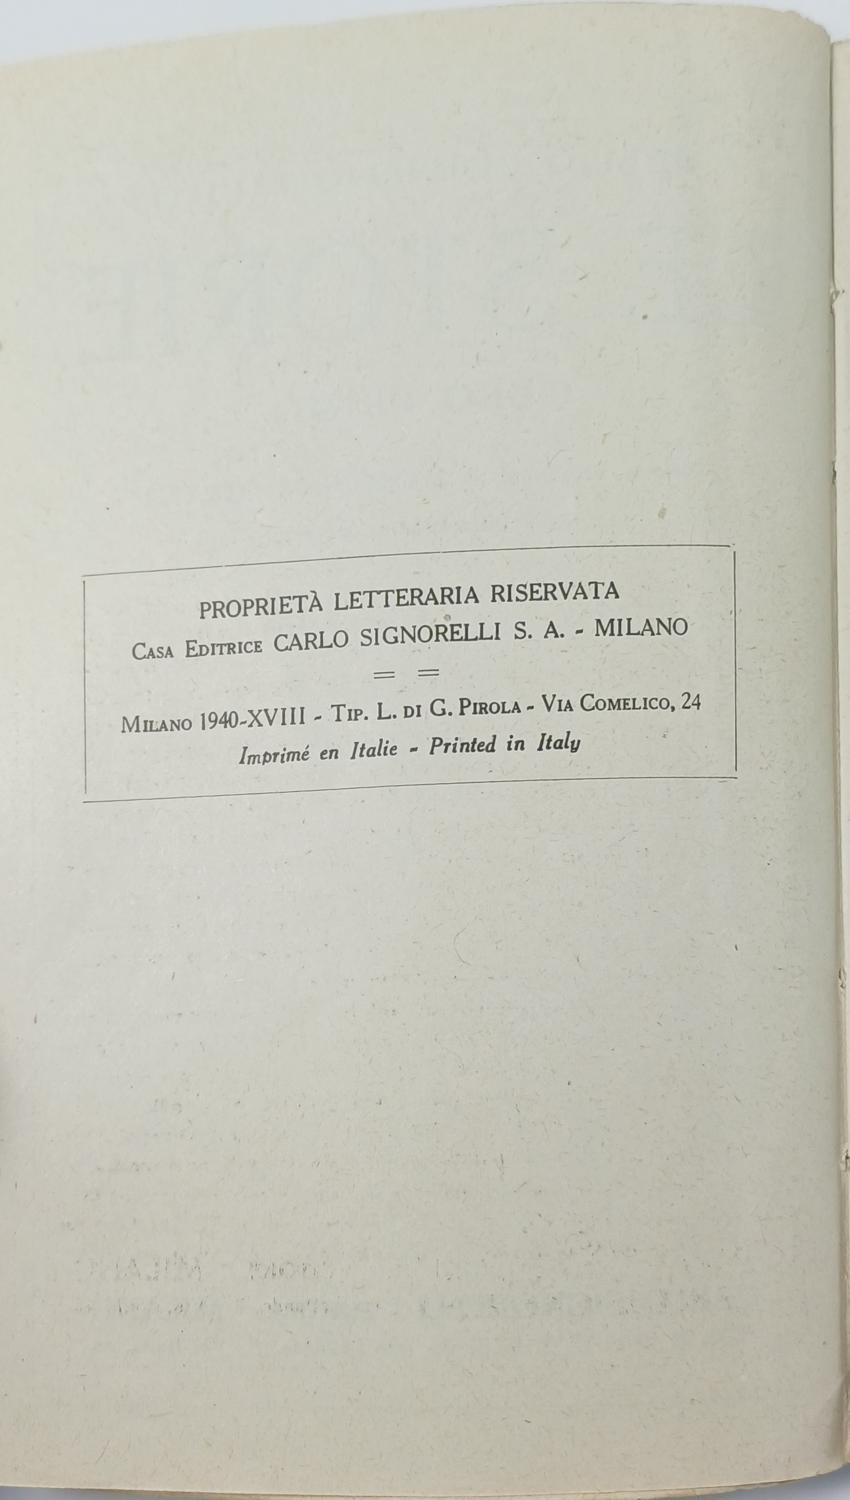 PROPRIETÀ LETTERARIA RISERVATA
CASA EDITRICE CARLO SIGNORELLI S. A. - MILANO
= =
MILANO 1940-XVIII - TIP. L. DI G. PIROLA - VIA COMELICO, 24
Imprimé en Italie - Printed in Italy